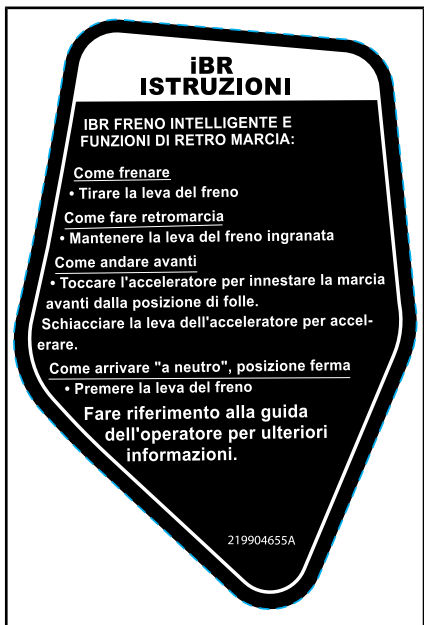 iBR
ISTRUZIONI
IBR FRENO INTELLIGENTE E
FUNZIONI DI RETRO MARCIA:
Come frenare
• Tirare la leva del freno
Come fare retromarcia
• Mantenere la leva del freno ingranata
Come andare avanti
• Toccare l'acceleratore per innestare la marcia
avanti dalla posizione di folle.
Schiacciare la leva dell'acceleratore per accel-
erare.
Come arrivare "a neutro", posizione ferma
• Premere la leva del freno
Fare riferimento alla guida
dell'operatore per ulteriori
informazioni.
219904655A